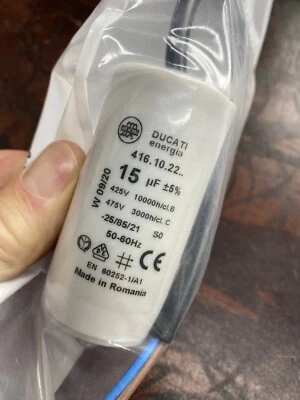 DUCATI
energia
416.10.22..
15 µF ±5%
W 09/20
425V 10000h/cl.B
475V 3000h/cl.C
-25/85/21 S0
50-60Hz
CE
EN 60252-1/A1
Made in Romania